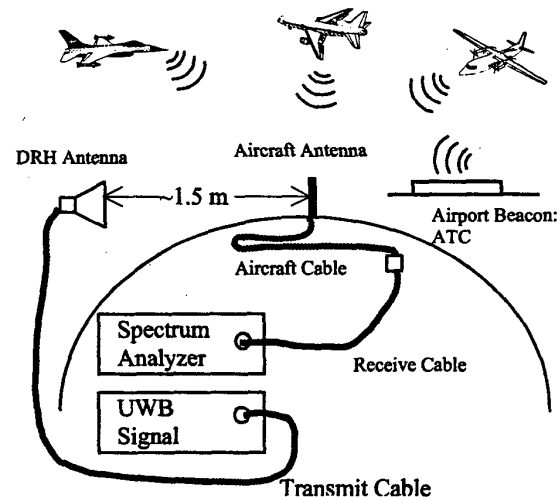 DRH Antenna
Aircraft Antenna
~1.5 m
Airport Beacon:
ATC
Aircraft Cable
Spectrum
Analyzer
Receive Cable
UWB
Signal
Transmit Cable